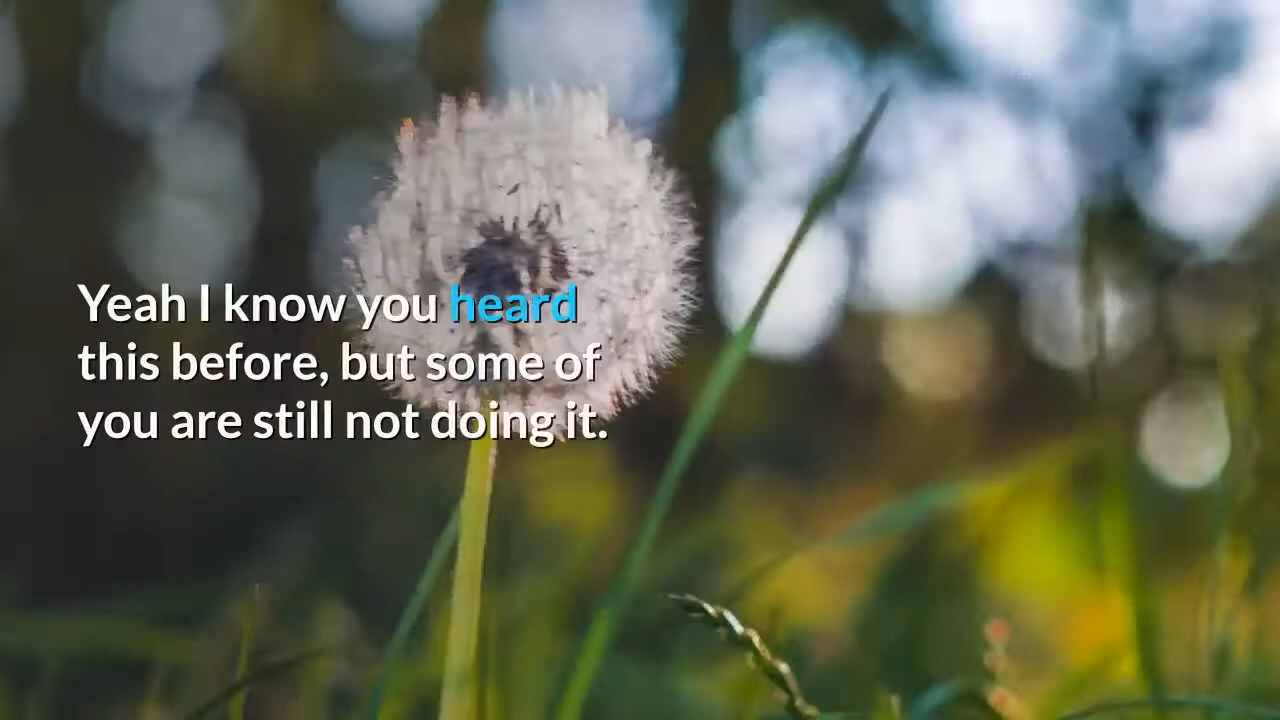 Yeah I know you heard
this before, but some of
you are still not doing it.